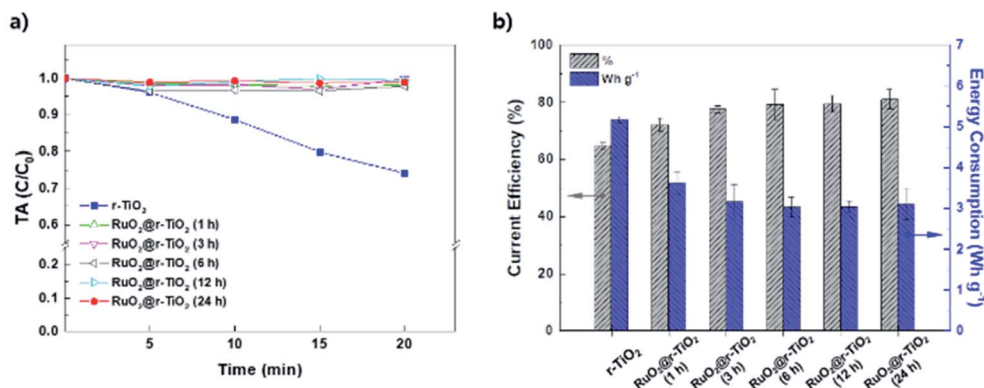 a)
TA (C/C₀)
1.0
0.9
0.8
0.7
0.2
0.1
0.0
r-TiO₂
RuO₂@r-TiO₂ (1 h)
RuO₂@r-TiO₂ (3 h)
RuO₂@r-TiO₂ (6 h)
RuO₂@r-TiO₂ (12 h)
RuO₂@r-TiO₂ (24 h)
5 10 15 20
Time (min)
b)
Current Efficiency (%)
100
80
60
40
20
0
%
Wh g⁻¹
7
6
5
4
3
2
1
0
Energy Consumption
(Wh g⁻¹)
r-TiO₂
RuO₂@r-TiO₂
(1 h)
RuO₂@r-TiO₂
(3 h)
RuO₂@r-TiO₂
(6 h)
RuO₂@r-TiO₂
(12 h)
RuO₂@r-TiO₂
(24 h)